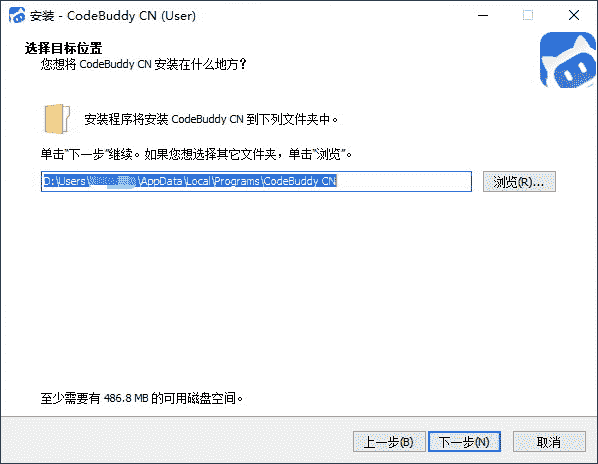 安装 - CodeBuddy CN (User)
选择目标位置
您想将 CodeBuddy CN 安装在什么地方？
安装程序将安装 CodeBuddy CN 到下列文件夹中。
单击“下一步”继续。如果您想选择其它文件夹，单击“浏览”。
D:\Users\ \AppData\Local\Programs\CodeBuddy CN
浏览(R)...
至少需要有 486.8 MB 的可用磁盘空间。
上一步(B) 下一步(N) 取消